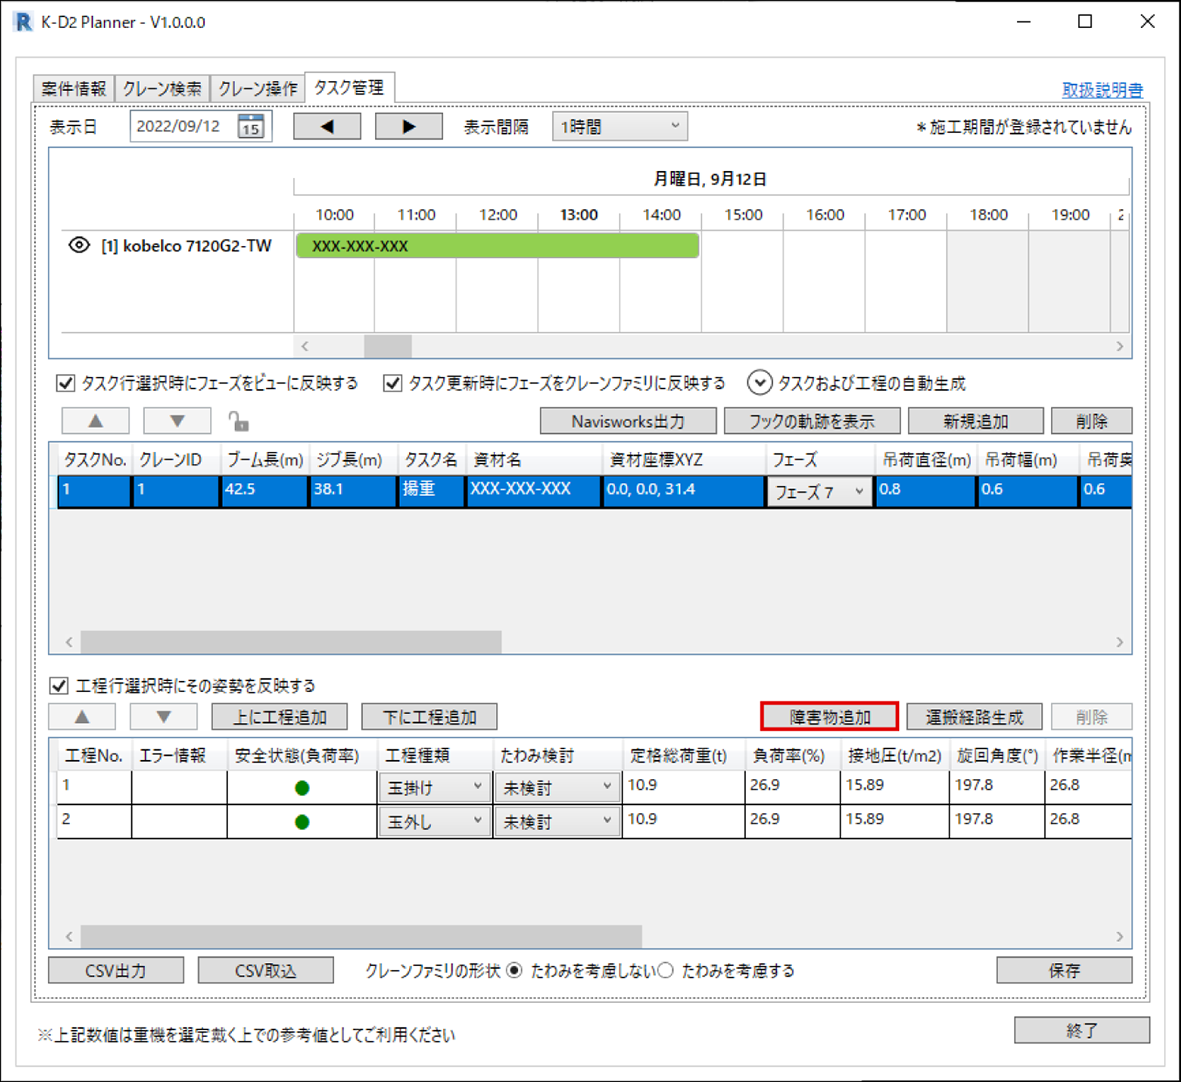 K-D2 Planner - V1.0.0.0
案件情報 クレーン検索 クレーン操作 タスク管理 取扱説明書
表示日 2022/09/12 15 ◀ ▶ 表示間隔 1時間 *施工期間が登録されていません
月曜日, 9月12日
10:00 11:00 12:00 13:00 14:00 15:00 16:00 17:00 18:00 19:00 2
[1] kobelco 7120G2-TW XXX-XXX-XXX
タスク行選択時にフェーズをビューに反映する タスク更新時にフェーズをクレーンファミリに反映する タスクおよび工程の自動生成
▲ ▼ Navisworks出力 フックの軌跡を表示 新規追加 削除
タスクNo. クレーンID ブーム長(m) ジブ長(m) タスク名 資材名 資材座標XYZ フェーズ 吊荷直径(m) 吊荷幅(m) 吊荷奥
1 1 42.5 38.1 揚重 XXX-XXX-XXX 0.0, 0.0, 31.4 フェーズ 7 0.8 0.6 0.6
工程行選択時にその姿勢を反映する
▲ ▼ 上に工程追加 下に工程追加 障害物追加 運搬経路生成 削除
工程No. エラー情報 安全状態(負荷率) 工程種類 たわみ検討 定格総荷重(t) 負荷率(%) 接地圧(t/m2) 旋回角度(°) 作業半径(m
1 玉掛け 未検討 10.9 26.9 15.89 197.8 26.8
2 玉外し 未検討 10.9 26.9 15.89 197.8 26.8
CSV出力 CSV取込 クレーンファミリの形状 たわみを考慮しない たわみを考慮する 保存
※上記数値は重機を選定戴く上での参考値としてご利用ください 終了